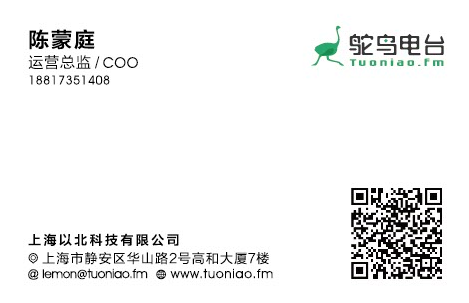 陈蒙庭
运营总监 / COO
18817351408
鸵鸟电台
Tuoniao.Fm
上海以北科技有限公司
上海市静安区华山路2号高和大厦7楼
@ lemon@tuoniao.fm www.tuoniao.fm